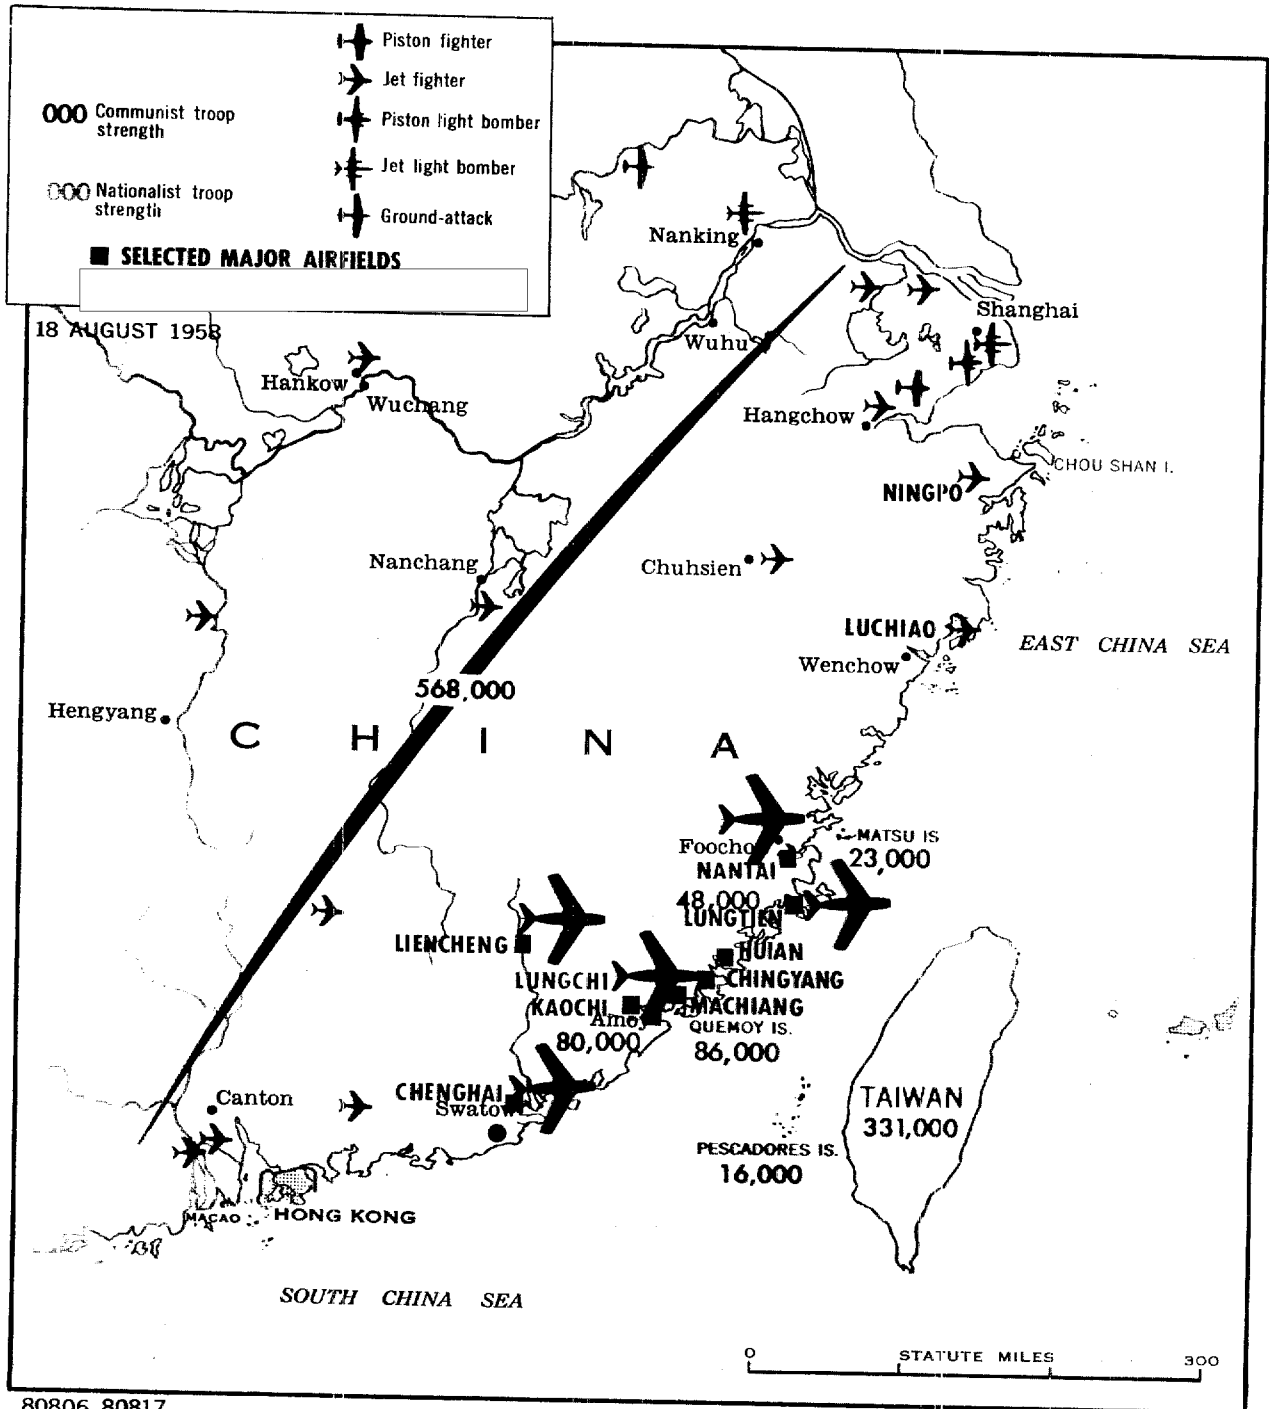 Piston fighter
Jet fighter
000 Communist troop
strength
Piston light bomber
Jet light bomber
000 Nationalist troop
strength
Ground-attack
SELECTED MAJOR AIRFIELDS
18 AUGUST 1958
Nanking
Shanghai
Wuhu
Hankow
Wuchang
Hangchow
CHOU SHAN I.
NINGPO
Nanchang
Chuhsien
LUCHIAO
EAST CHINA SEA
Wenchow
568,000
Hengyang
C H I N A
MATSU IS
Foocho
23,000
NANTAI
48,000
LUNGTIEN
LIENCHENG
HUIAN
LUNGCHI
CHINGYANG
KAOCHI
MACHIANG
Amoy
QUEMOY IS.
80,000
86,000
CHENGHAI
Canton
Swatow
TAIWAN
331,000
PESCADORES IS.
16,000
MACAO
HONG KONG
SOUTH CHINA SEA
0 STATUTE MILES 300
80806 80817